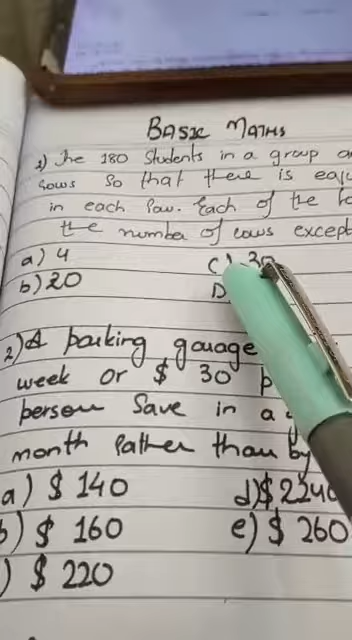 BASIC MATHS
1) The 180 students in a group a
rows so that there is equ
in each row. Each of the
the number of rows except
a) 4
C) 30
b) 20
D
2) A parking garage
week or $ 30 p
person save in a
month rather than by
a) $ 140
d) $ 2240
b) $ 160
e) $ 260
) $ 220